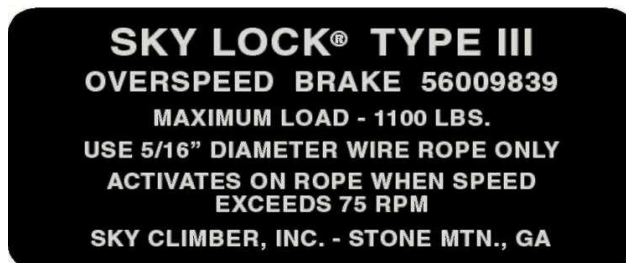 SKY LOCK® TYPE III
OVERSPEED BRAKE 56009839
MAXIMUM LOAD - 1100 LBS.
USE 5/16” DIAMETER WIRE ROPE ONLY
ACTIVATES ON ROPE WHEN SPEED
EXCEEDS 75 RPM
SKY CLIMBER, INC. - STONE MTN., GA